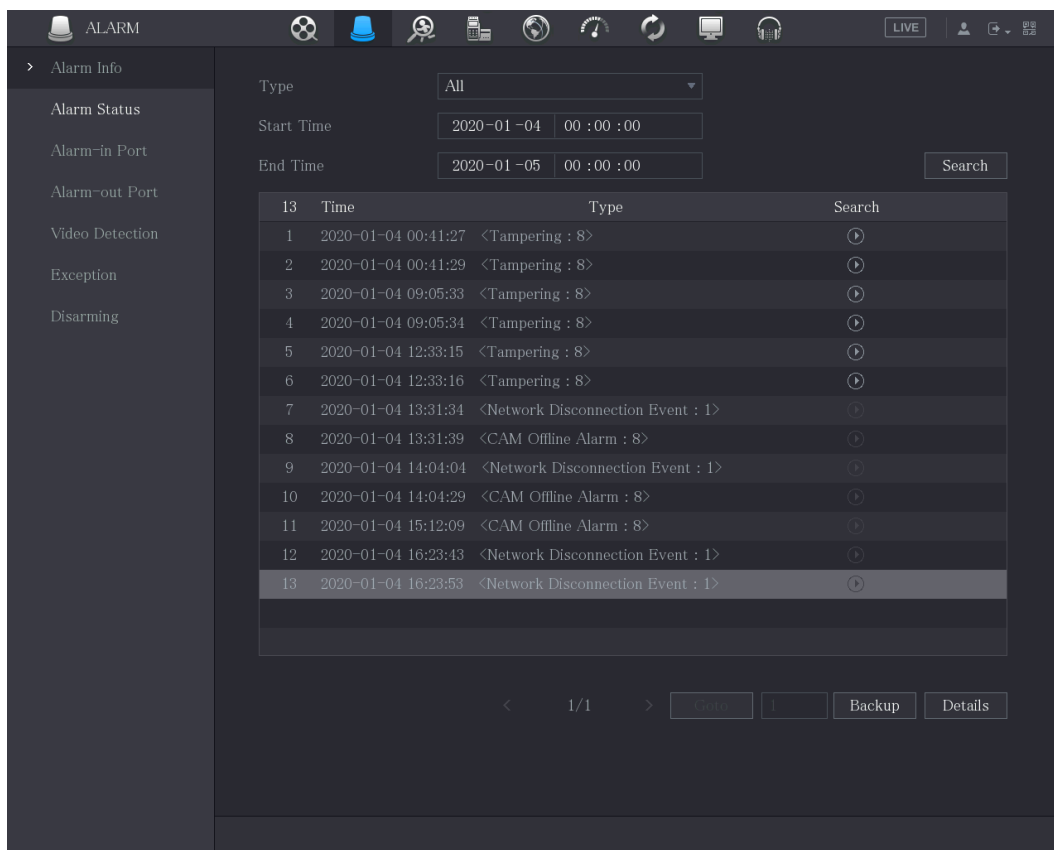 ALARM LIVE
Alarm Info
Alarm Status
Alarm-in Port
Alarm-out Port
Video Detection
Exception
Disarming
Type All
Start Time 2020-01-04 00:00:00
End Time 2020-01-05 00:00:00 Search
13 Time Type Search
1 2020-01-04 00:41:27 <Tampering : 8>
2 2020-01-04 00:41:29 <Tampering : 8>
3 2020-01-04 09:05:33 <Tampering : 8>
4 2020-01-04 09:05:34 <Tampering : 8>
5 2020-01-04 12:33:15 <Tampering : 8>
6 2020-01-04 12:33:16 <Tampering : 8>
7 2020-01-04 13:31:34 <Network Disconnection Event : 1>
8 2020-01-04 13:31:39 <CAM Offline Alarm : 8>
9 2020-01-04 14:04:04 <Network Disconnection Event : 1>
10 2020-01-04 14:04:29 <CAM Offline Alarm : 8>
11 2020-01-04 15:12:09 <CAM Offline Alarm : 8>
12 2020-01-04 16:23:43 <Network Disconnection Event : 1>
13 2020-01-04 16:23:53 <Network Disconnection Event : 1>
< 1/1 > Goto 1 Backup Details